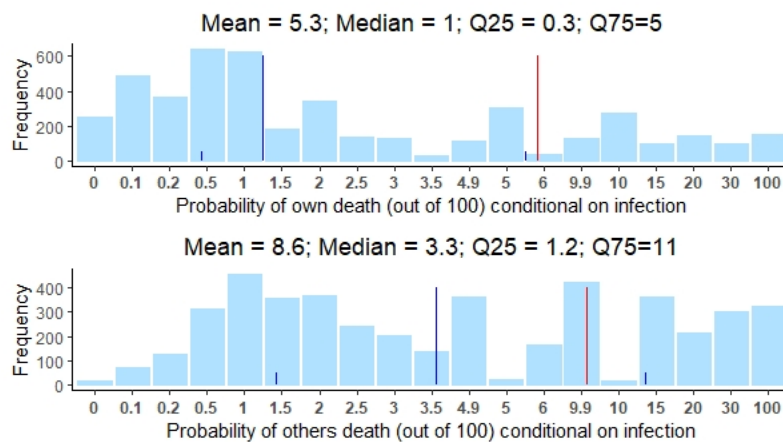 Mean = 5.3; Median = 1; Q25 = 0.3; Q75=5
600
400
200
0
Frequency
0 0.1 0.2 0.5 1 1.5 2 2.5 3 3.5 4.9 5 6 9.9 10 15 20 30 100
Probability of own death (out of 100) conditional on infection
Mean = 8.6; Median = 3.3; Q25 = 1.2; Q75=11
400
300
200
100
0
Frequency
0 0.1 0.2 0.5 1 1.5 2 2.5 3 3.5 4.9 5 6 9.9 10 15 20 30 100
Probability of others death (out of 100) conditional on infection